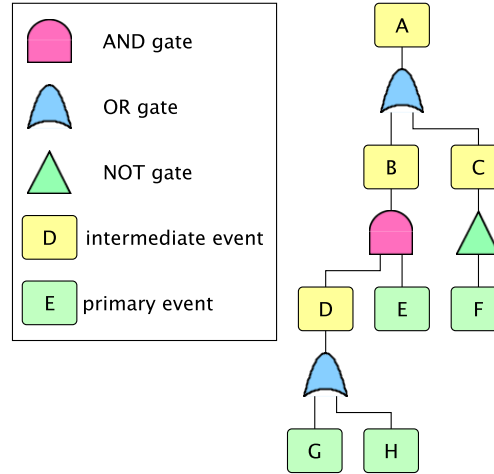 AND gate
OR gate
NOT gate
D intermediate event
E primary event
A
B C
D E F
G H